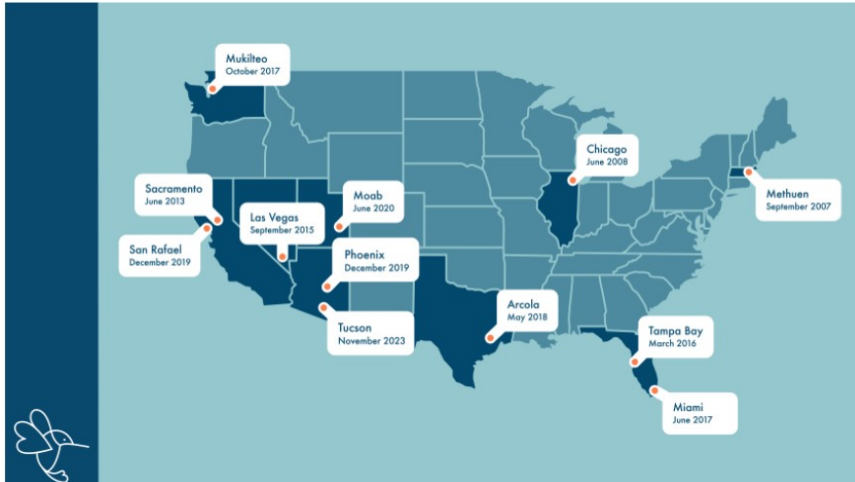 Mukilteo
October 2017
Chicago
June 2008
Methuen
September 2007
Sacramento
June 2013
Las Vegas
September 2015
Moab
June 2020
San Rafael
December 2019
Phoenix
December 2019
Tucson
November 2023
Arcola
May 2018
Tampa Bay
March 2016
Miami
June 2017